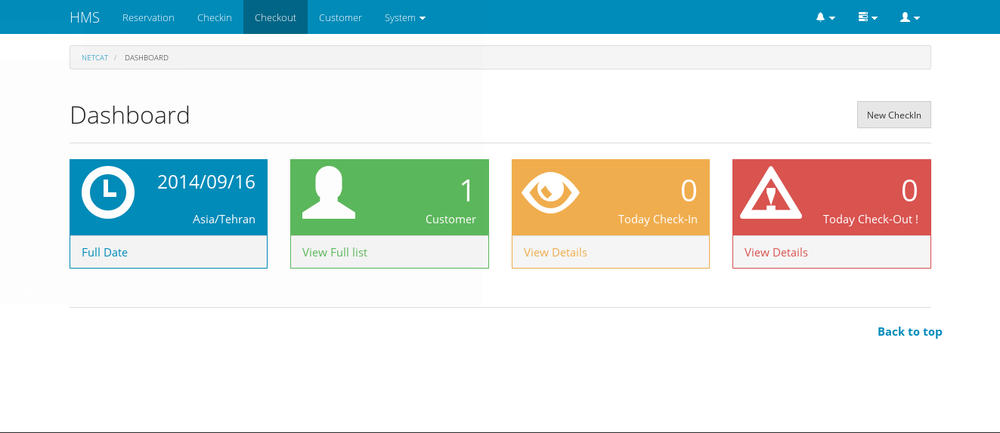 HMS Reservation Checkin Checkout Customer System
NETCAT / DASHBOARD
Dashboard
New CheckIn
2014/09/16
Asia/Tehran
Full Date
1
Customer
View Full list
0
Today Check-In
View Details
0
Today Check-Out !
View Details
Back to top